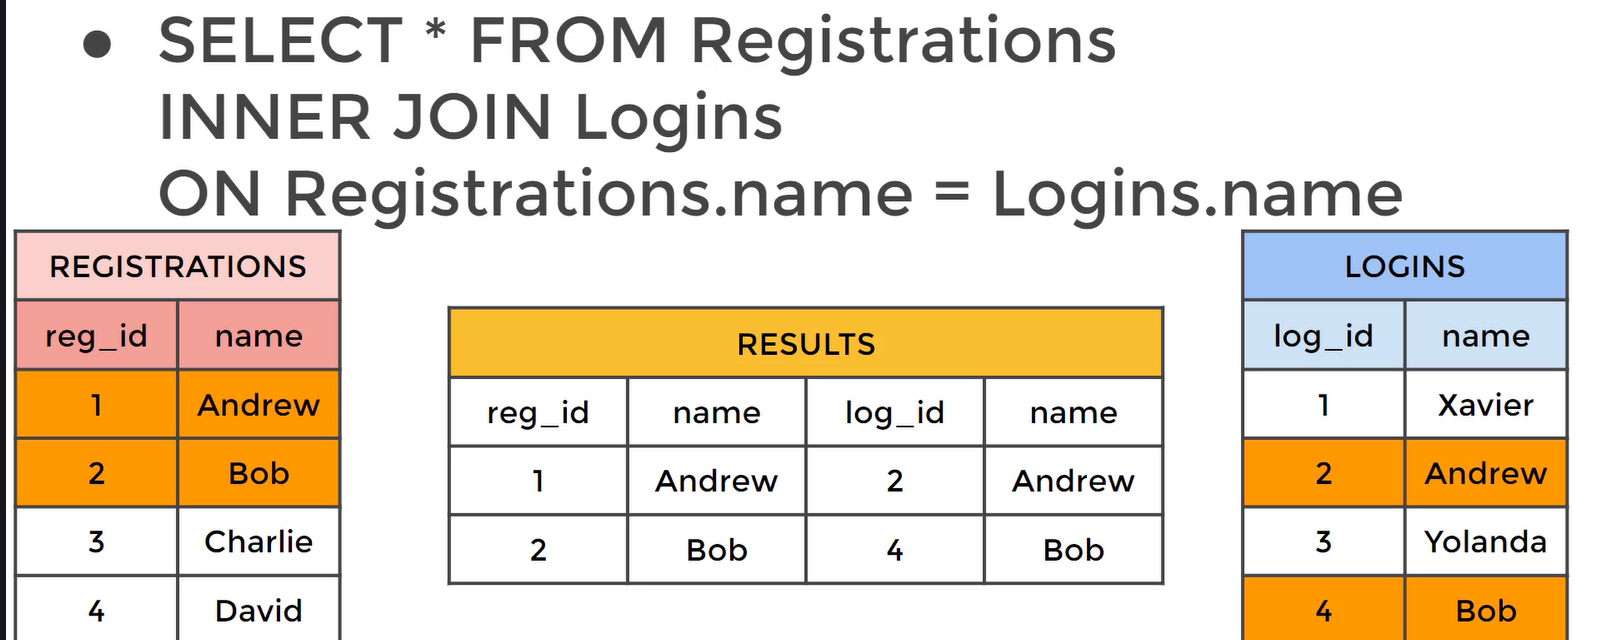 ● SELECT * FROM Registrations
INNER JOIN Logins
ON Registrations.name = Logins.name
REGISTRATIONS
reg_id name
1 Andrew
2 Bob
3 Charlie
4 David
RESULTS
reg_id name log_id name
1 Andrew 2 Andrew
2 Bob 4 Bob
LOGINS
log_id name
1 Xavier
2 Andrew
3 Yolanda
4 Bob